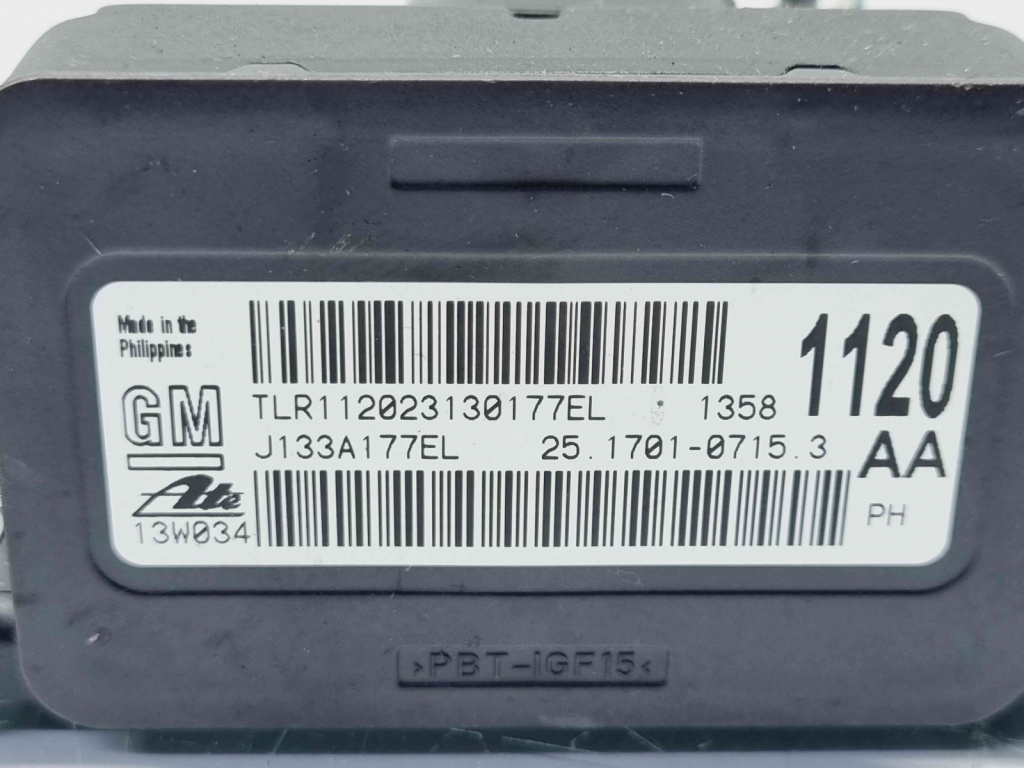 Made in the
Philippines
GM
Ate
13W034
TLR112023130177EL 1358
J133A177EL 25.1701-0715.3
1120
AA
PH
>PBT-IGF15<